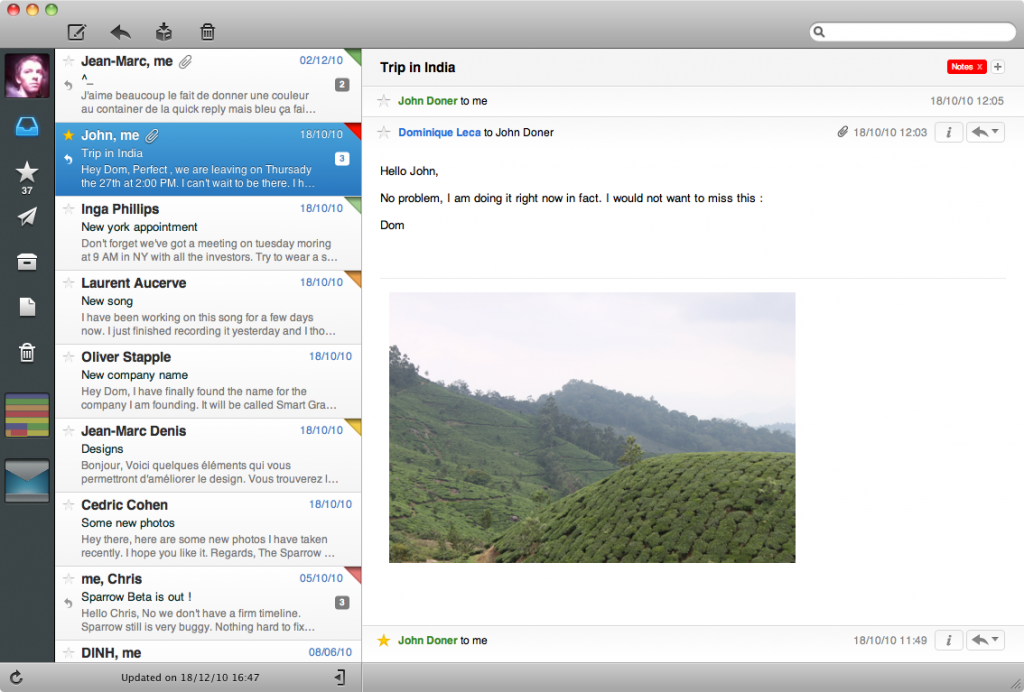 37
Jean-Marc, me
02/12/10
^_
2
J'aime beaucoup le fait de donner une couleur
au container de la quick reply mais bleu ça fai...
John, me
18/10/10
Trip in India
3
Hey Dom, Perfect , we are leaving on Thursady
the 27th at 2:00 PM. I can't wait to be there. I h...
Inga Phillips
18/10/10
New york appointment
Don't forget we've got a meeting on tuesday moring
at 9 AM in NY with all the investors. Try to wear a s...
Laurent Aucerve
18/10/10
New song
I have been working on this song for a few days
now. I just finished recording it yesterday and I tho...
Oliver Stapple
18/10/10
New company name
Hey Dom, I have finally found the name for the
company I am founding. It will be called Smart Gra...
Jean-Marc Denis
18/10/10
Designs
Bonjour, Voici quelques éléments qui vous
permettront d'améliorer le design. Vous trouverez l...
Cedric Cohen
18/10/10
Some new photos
Hey there, here are some new photos I have taken
recently. I hope you like it. Regards, The Sparrow ...
me, Chris
05/10/10
Sparrow Beta is out !
3
Hello Chris, No we don't have a firm timeline.
Sparrow still is very buggy. Nothing hard to fix...
DINH, me
08/06/10
Updated on 18/12/10 16:47
Trip in India
Notes x
+
John Doner to me
18/10/10 12:05
Dominique Leca to John Doner
18/10/10 12:03
i
Hello John,
No problem, I am doing it right now in fact. I would not want to miss this :
Dom
John Doner to me
18/10/10 11:49
i